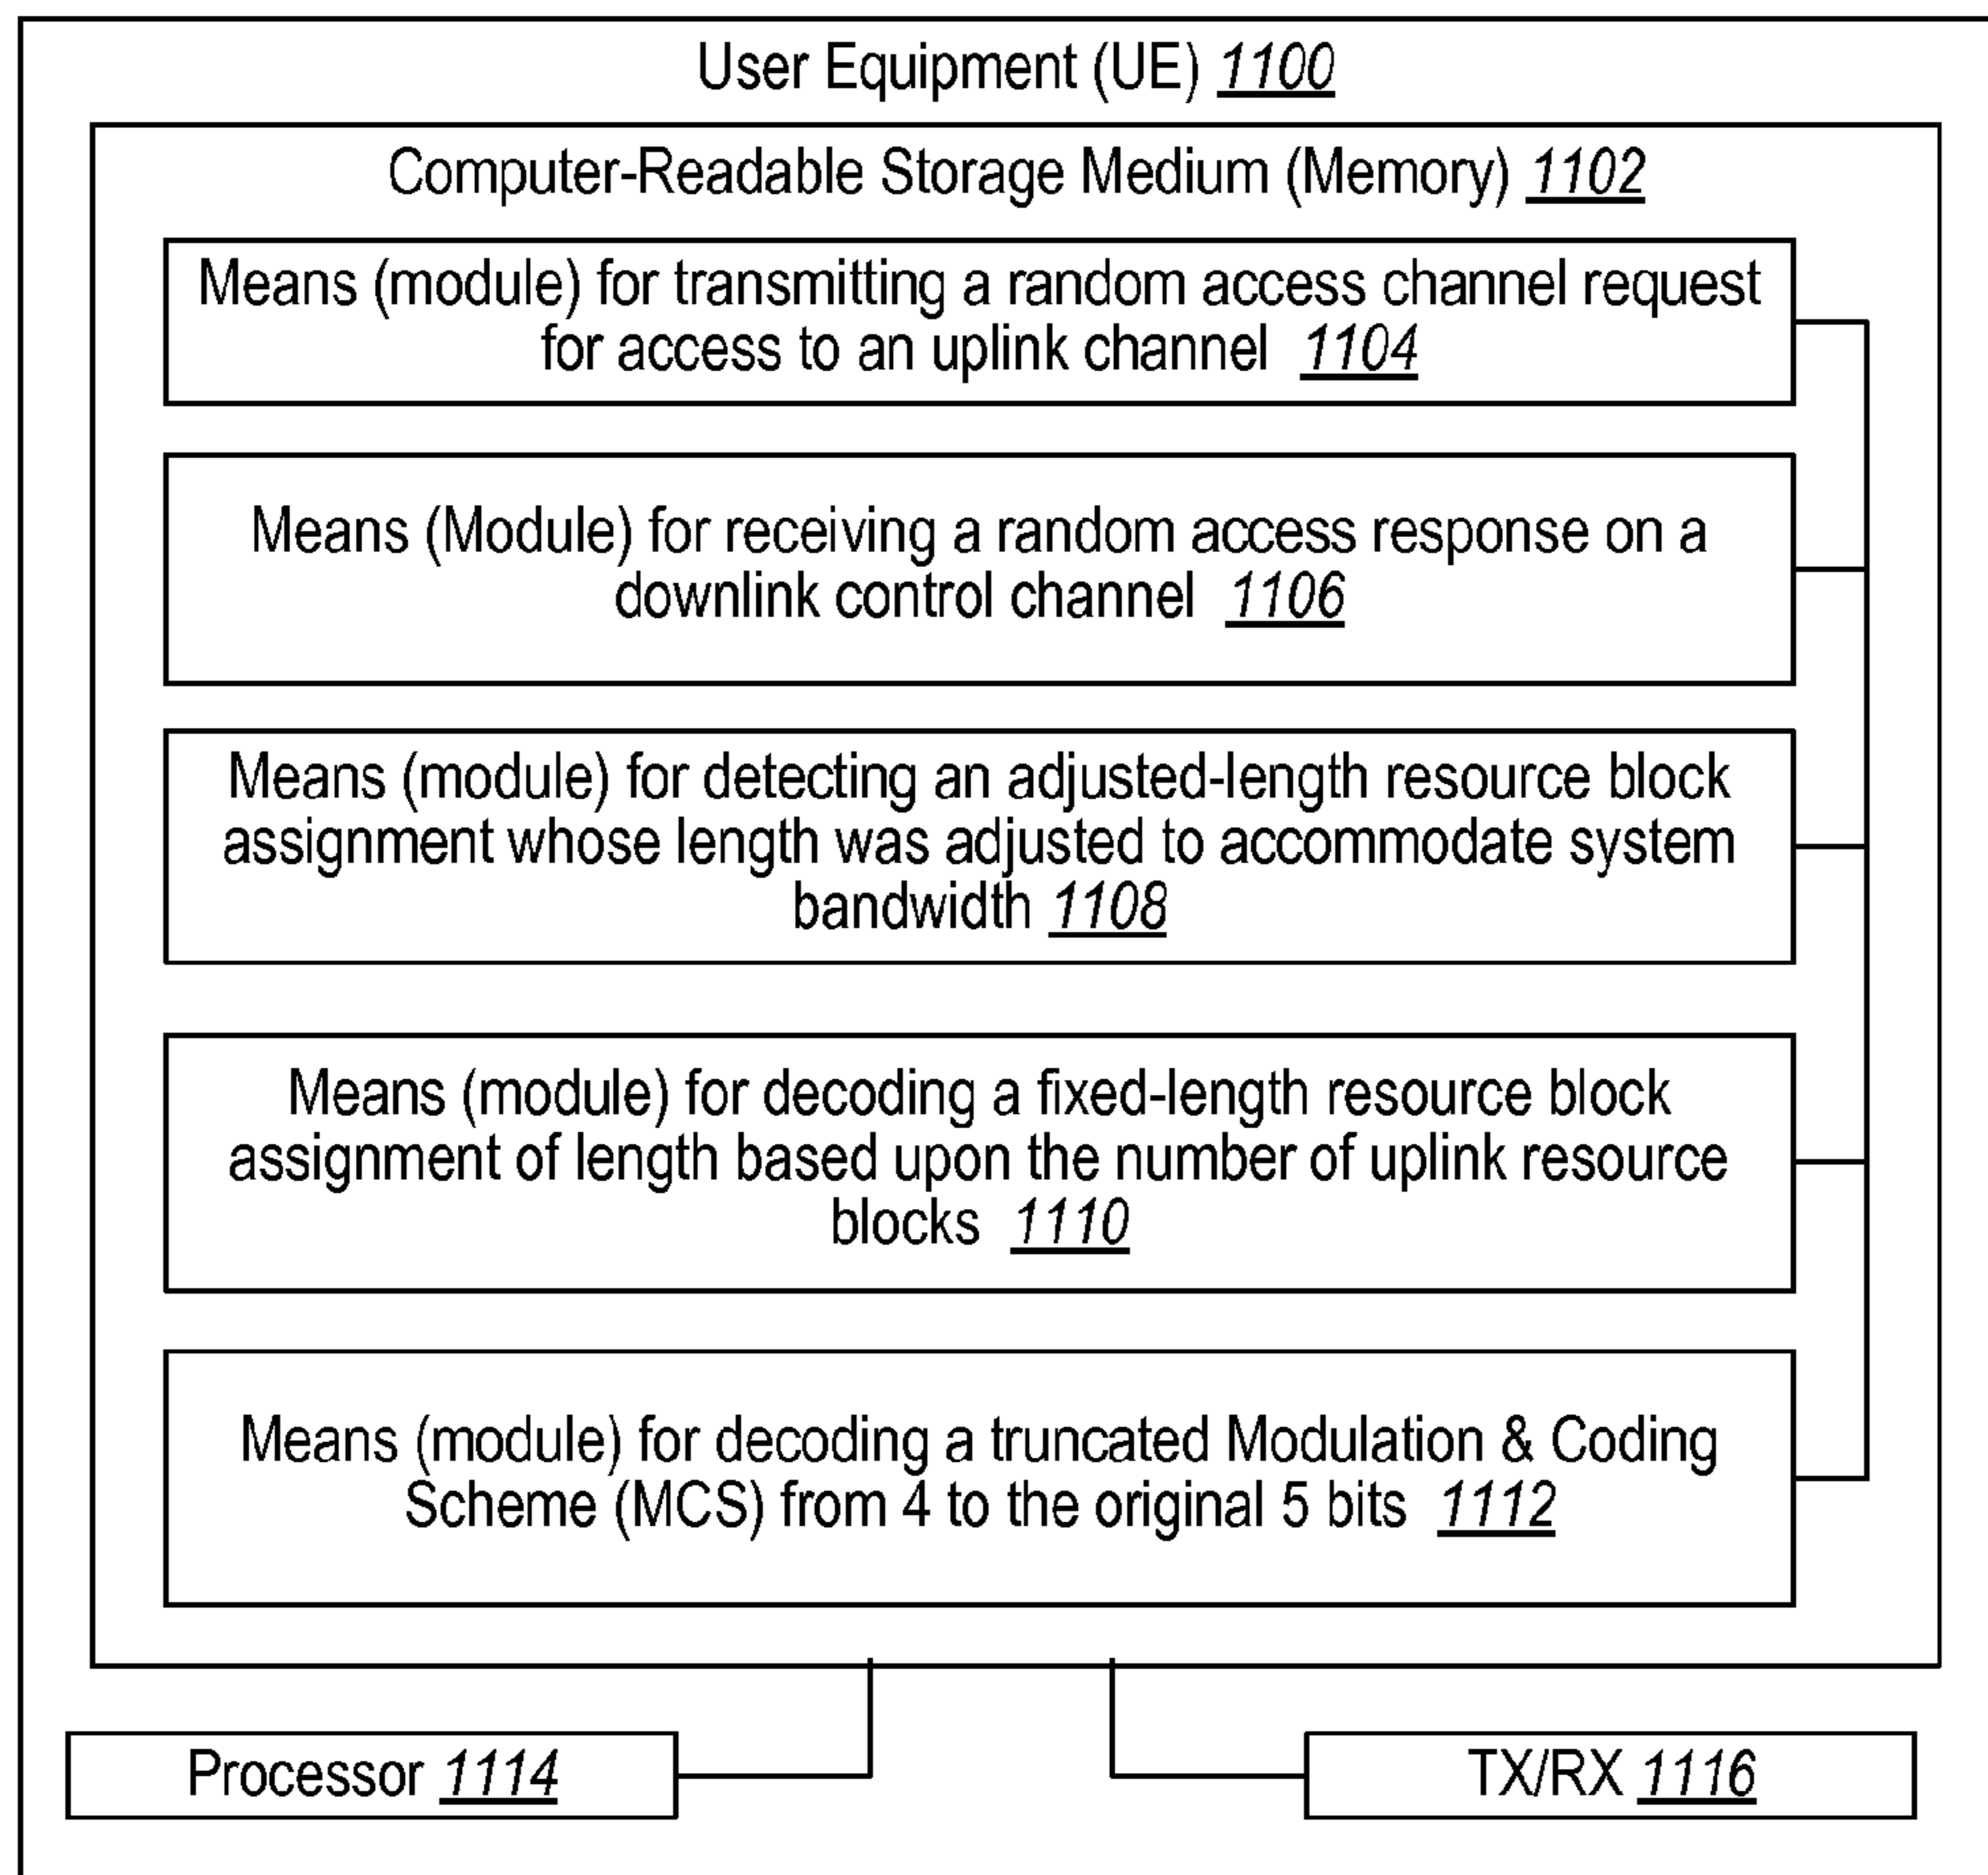 User Equipment (UE) 1100
Computer-Readable Storage Medium (Memory) 1102
Means (module) for transmitting a random access channel request
for access to an uplink channel 1104
Means (Module) for receiving a random access response on a
downlink control channel 1106
Means (module) for detecting an adjusted-length resource block
assignment whose length was adjusted to accommodate system
bandwidth 1108
Means (module) for decoding a fixed-length resource block
assignment of length based upon the number of uplink resource
blocks 1110
Means (module) for decoding a truncated Modulation & Coding
Scheme (MCS) from 4 to the original 5 bits 1112
Processor 1114
TX/RX 1116